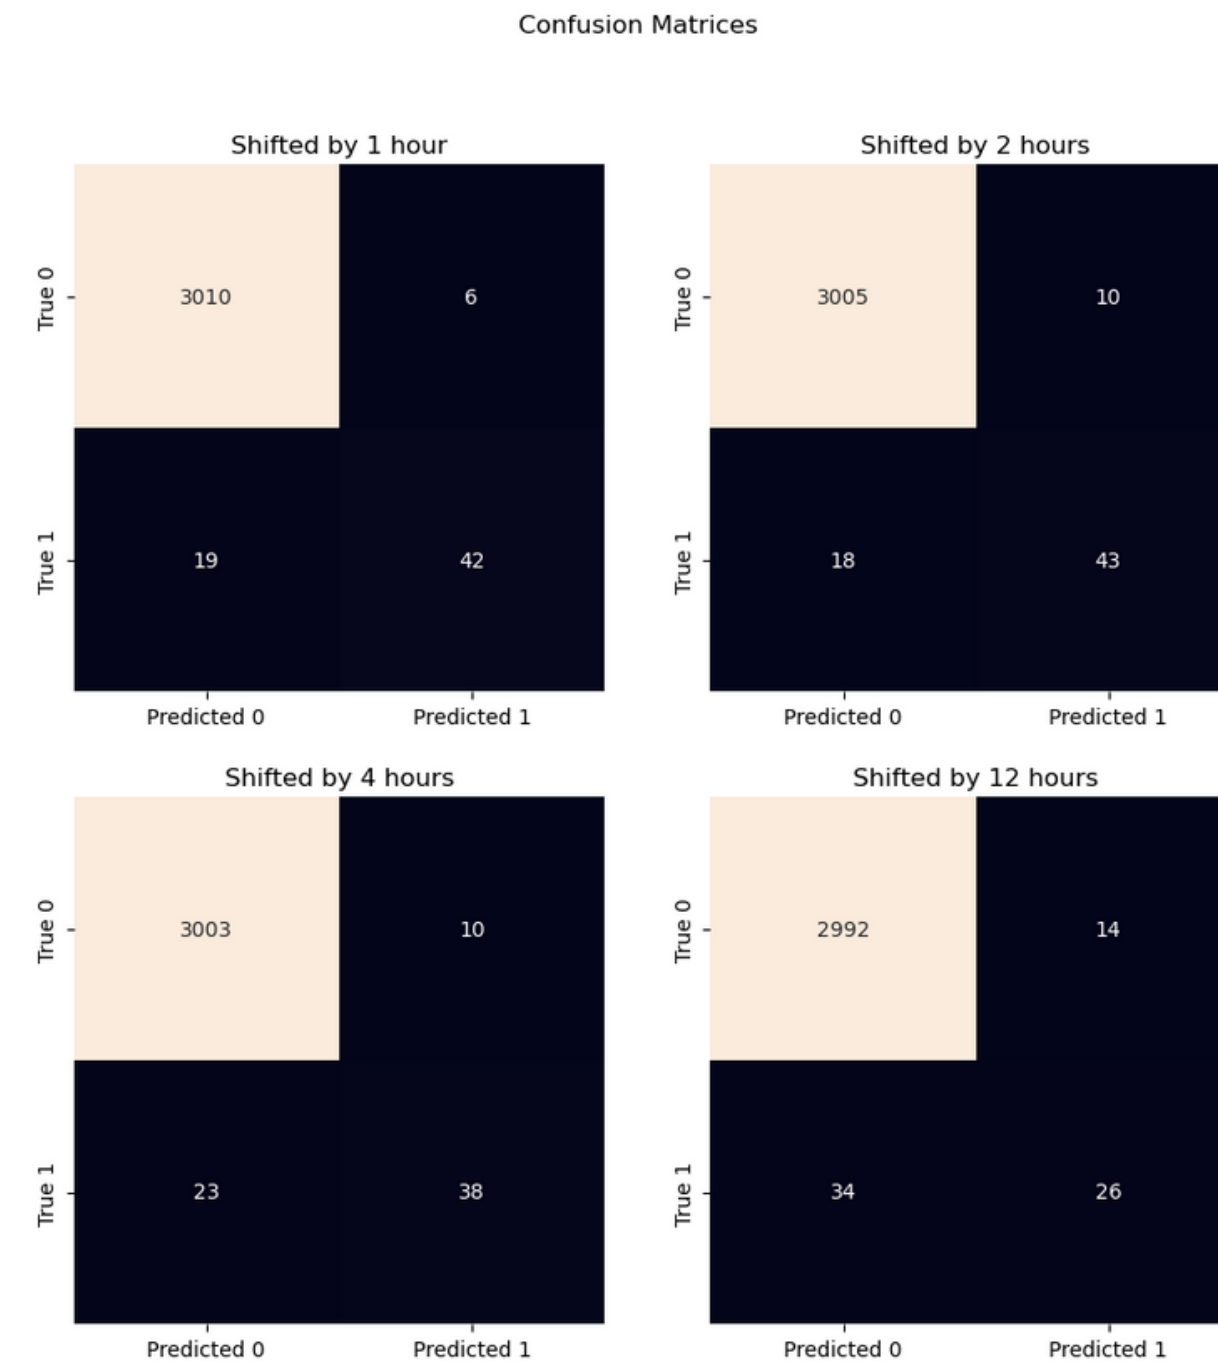 Confusion Matrices
Shifted by 1 hour
True 0
3010
6
True 1
19
42
Predicted 0
Predicted 1
Shifted by 2 hours
True 0
3005
10
True 1
18
43
Predicted 0
Predicted 1
Shifted by 4 hours
True 0
3003
10
True 1
23
38
Predicted 0
Predicted 1
Shifted by 12 hours
True 0
2992
14
True 1
34
26
Predicted 0
Predicted 1